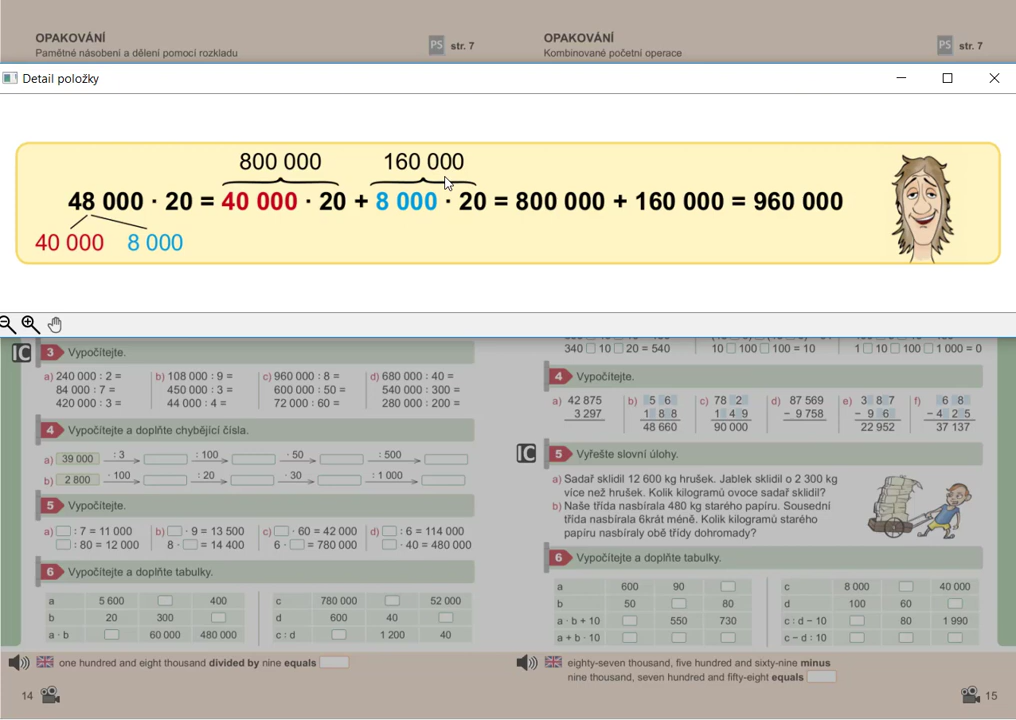 OPAKOVÁNÍ
Pamětné násobení a dělení pomocí rozkladu
PS str. 7
OPAKOVÁNÍ
Kombinované početní operace
PS str. 7
Detail položky
800 000 160 000
48 000 · 20 = 40 000 · 20 + 8 000 · 20 = 800 000 + 160 000 = 960 000
40 000 8 000
IC 3 Vypočítejte.
a) 240 000 : 2 = b) 108 000 : 9 = c) 960 000 : 8 = d) 680 000 : 40 =
84 000 : 7 = 450 000 : 3 = 600 000 : 50 = 540 000 : 300 =
420 000 : 3 = 44 000 : 4 = 72 000 : 60 = 280 000 : 200 =
4 Vypočítejte a doplňte chybějící čísla.
a) 39 000 : 3 : 100 · 50 : 500
b) 2 800 · 100 : 20 · 30 : 1 000
5 Vypočítejte.
a) □ : 7 = 11 000 b) □ · 9 = 13 500 c) □ · 60 = 42 000 d) □ : 6 = 114 000
□ : 80 = 12 000 8 · □ = 14 400 6 · □ = 780 000 □ · 40 = 480 000
6 Vypočítejte a doplňte tabulky.
a 5 600 □ 400 c 780 000 □ 52 000
b 20 300 □ d 600 40 □
a · b □ 60 000 480 000 c : d □ 1 200 40
one hundred and eight thousand divided by nine equals
14
340 □ 10 □ 20 = 540 10 □ 100 □ 100 = 10 1 □ 10 □ 100 □ 1 000 = 0
4 Vypočítejte.
a) 42 875 b) 5 6 c) 78 2 d) 87 569 e) 3 8 7 f) 6 8
3 297 1 8 8 1 4 9 – 9 758 – 9 6 – 4 2 5
48 660 90 000 22 952 37 137
IC 5 Vyřešte slovní úlohy.
a) Sadař sklidil 12 600 kg hrušek. Jablek sklidil o 2 300 kg
více než hrušek. Kolik kilogramů ovoce sadař sklidil?
b) Naše třída nasbírala 480 kg starého papíru. Sousední
třída nasbírala 6krát méně. Kolik kilogramů starého
papíru nasbíraly obě třídy dohromady?
6 Vypočítejte a doplňte tabulky.
a 600 90 □ c 8 000 □ 40 000
b 50 □ 80 d 100 60 □
a · b + 10 □ 550 730 c : d – 10 □ 80 1 990
a + b · 10 □ □ □ c – d : 10 □ □ □
eighty-seven thousand, five hundred and sixty-nine minus
nine thousand, seven hundred and fifty-eight equals
15